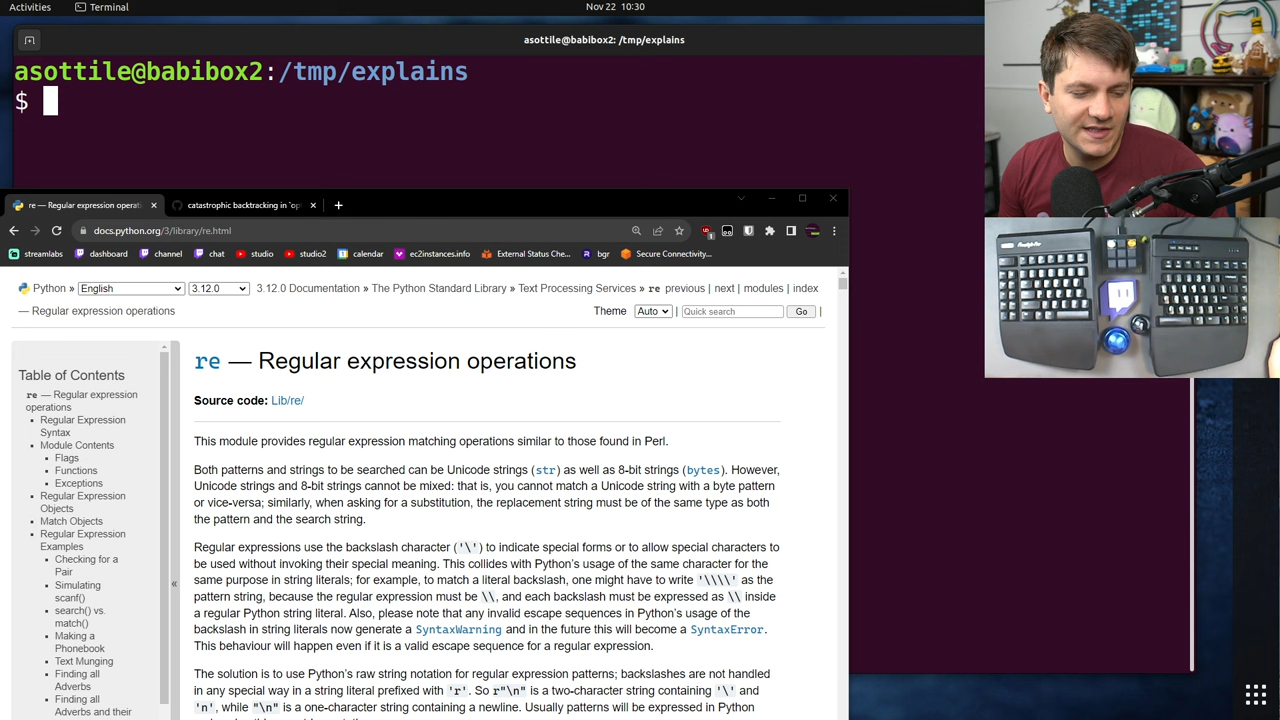 Activities
Terminal
Nov 22 10:30
asottile@babibox2: /tmp/explains
asottile@babibox2:/tmp/explains
$
re — Regular expression operati
catastrophic backtracking in `op
docs.python.org/3/library/re.html
streamlabs
dashboard
channel
chat
studio
studio2
calendar
ec2instances.info
External Status Che...
bgr
Secure Connectivity...
Python » English 3.12.0 3.12.0 Documentation » The Python Standard Library » Text Processing Services » re previous | next | modules | index
— Regular expression operations
Theme Auto | Quick search Go |
Table of Contents
re — Regular expression
operations
Regular Expression
Syntax
Module Contents
Flags
Functions
Exceptions
Regular Expression
Objects
Match Objects
Regular Expression
Examples
Checking for a
Pair
Simulating
scanf()
search() vs.
match()
Making a
Phonebook
Text Munging
Finding all
Adverbs
Finding all
Adverbs and their
«
re — Regular expression operations
Source code: Lib/re/
This module provides regular expression matching operations similar to those found in Perl.
Both patterns and strings to be searched can be Unicode strings (str) as well as 8-bit strings (bytes). However,
Unicode strings and 8-bit strings cannot be mixed: that is, you cannot match a Unicode string with a byte pattern
or vice-versa; similarly, when asking for a substitution, the replacement string must be of the same type as both
the pattern and the search string.
Regular expressions use the backslash character ('\') to indicate special forms or to allow special characters to
be used without invoking their special meaning. This collides with Python's usage of the same character for the
same purpose in string literals; for example, to match a literal backslash, one might have to write '\\\\' as the
pattern string, because the regular expression must be \\, and each backslash must be expressed as \\ inside
a regular Python string literal. Also, please note that any invalid escape sequences in Python's usage of the
backslash in string literals now generate a SyntaxWarning and in the future this will become a SyntaxError.
This behaviour will happen even if it is a valid escape sequence for a regular expression.
The solution is to use Python's raw string notation for regular expression patterns; backslashes are not handled
in any special way in a string literal prefixed with 'r'. So r"\n" is a two-character string containing '\' and
'n', while "\n" is a one-character string containing a newline. Usually patterns will be expressed in Python